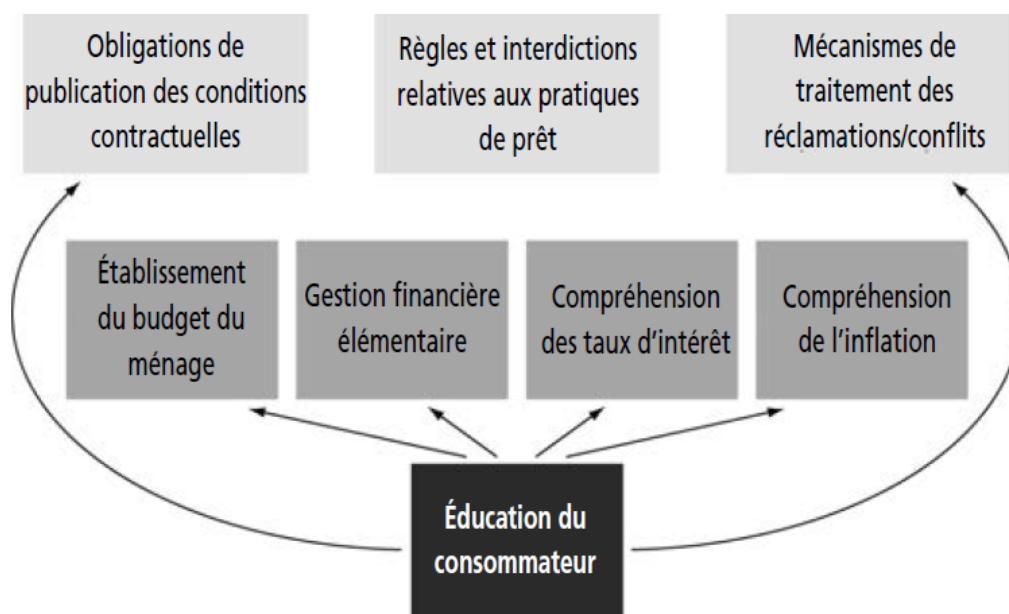 Obligations de
publication des conditions
contractuelles
Règles et interdictions
relatives aux pratiques
de prêt
Mécanismes de
traitement des
réclamations/conflits
Établissement
du budget du
ménage
Gestion financière
élémentaire
Compréhension
des taux d’intérêt
Compréhension
de l’inflation
Éducation du
consommateur